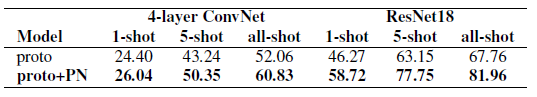 4-layer ConvNet ResNet18
Model 1-shot 5-shot all-shot 1-shot 5-shot all-shot
proto 24.40 43.24 52.06 46.27 63.15 67.76
proto+PN 26.04 50.35 60.83 58.72 77.75 81.96